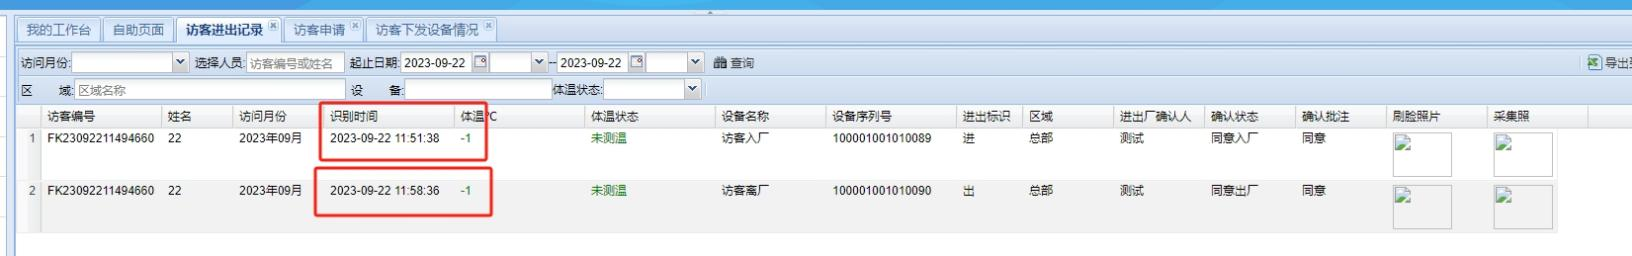 我的工作台 自助页面 访客进出记录 访客申请 访客下发设备情况
访问月份: 选择人员: 访客编号或姓名 起止日期: 2023-09-22 -- 2023-09-22 查询 导出到
区 域: 区域名称 设 备: 体温状态:
访客编号 姓名 访问月份 识别时间 体温℃ 体温状态 设备名称 设备序列号 进出标识 区域 进出厂确认人 确认状态 确认批注 刷脸照片 采集照
1 FK23092211494660 22 2023年09月 2023-09-22 11:51:38 -1 未测温 访客入厂 100001001010089 进 总部 测试 同意入厂 同意
2 FK23092211494660 22 2023年09月 2023-09-22 11:58:36 -1 未测温 访客离厂 100001001010090 出 总部 测试 同意出厂 同意